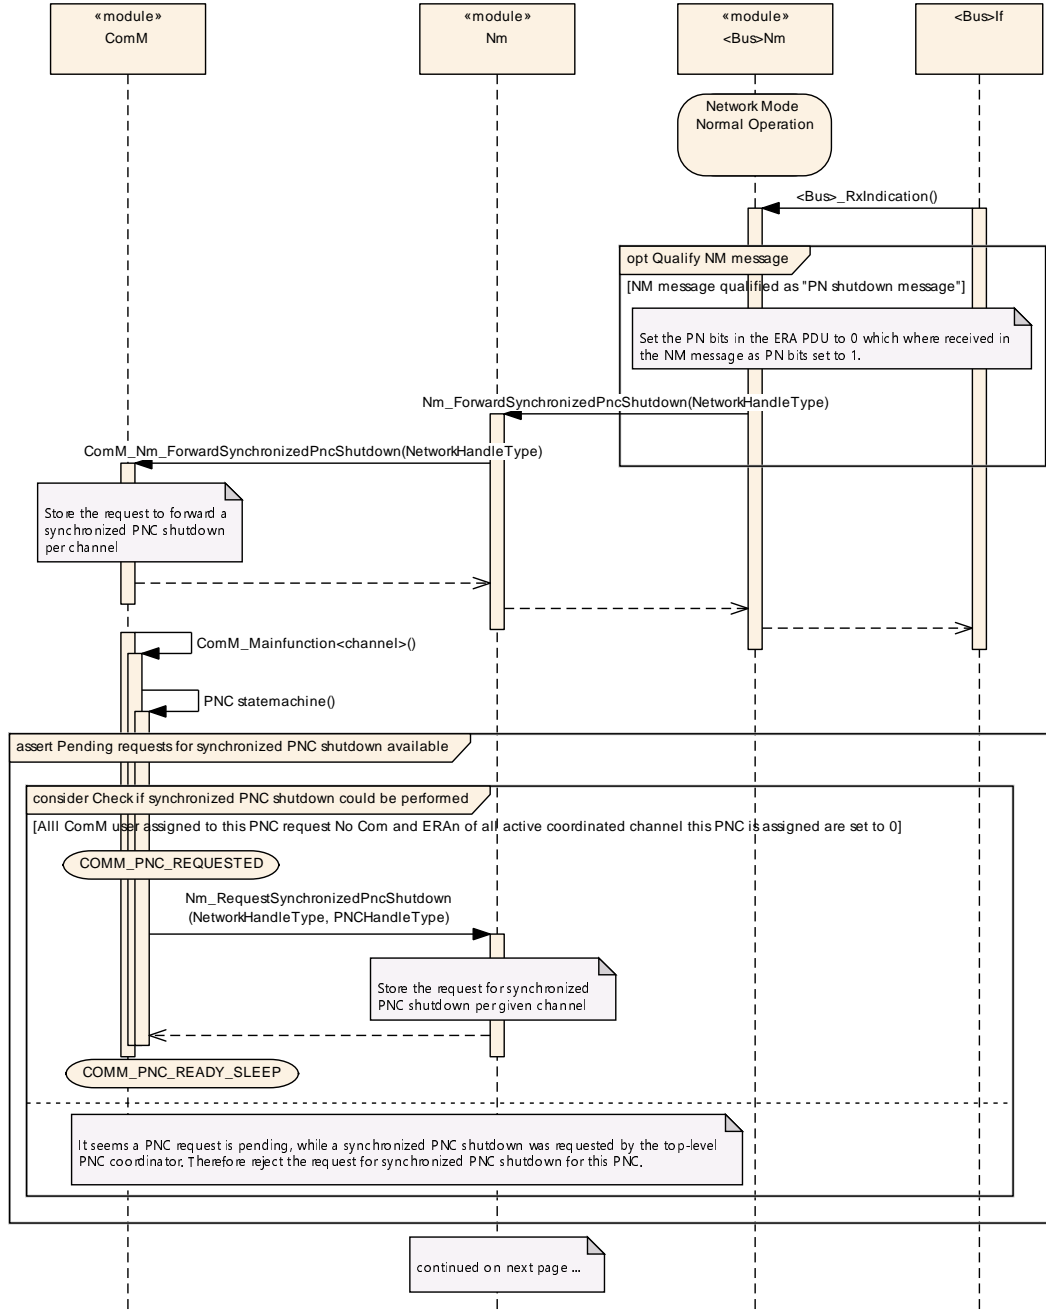 «module»
ComM
«module»
Nm
«module»
<Bus>Nm
<Bus>If
Network Mode
Normal Operation
<Bus>_RxIndication()
opt Qualify NM message
[NM message qualified as "PN shutdown message"]
Set the PN bits in the ERA PDU to 0 which where received in
the NM message as PN bits set to 1.
Nm_ForwardSynchronizedPncShutdown(NetworkHandleType)
ComM_Nm_ForwardSynchronizedPncShutdown(NetworkHandleType)
Store the request to forward a
synchronized PNC shutdown
per channel
ComM_Mainfunction<channel>()
PNC statemachine()
assert Pending requests for synchronized PNC shutdown available
consider Check if synchronized PNC shutdown could be performed
[Alll ComM user assigned to this PNC request No Com and ERAn of all active coordinated channel this PNC is assigned are set to 0]
COMM_PNC_REQUESTED
Nm_RequestSynchronizedPncShutdown
(NetworkHandleType, PNCHandleType)
Store the request for synchronized
PNC shutdown per given channel
COMM_PNC_READY_SLEEP
It seems a PNC request is pending, while a synchronized PNC shutdown was requested by the top-level
PNC coordinator. Therefore reject the request for synchronized PNC shutdown for this PNC.
continued on next page ...